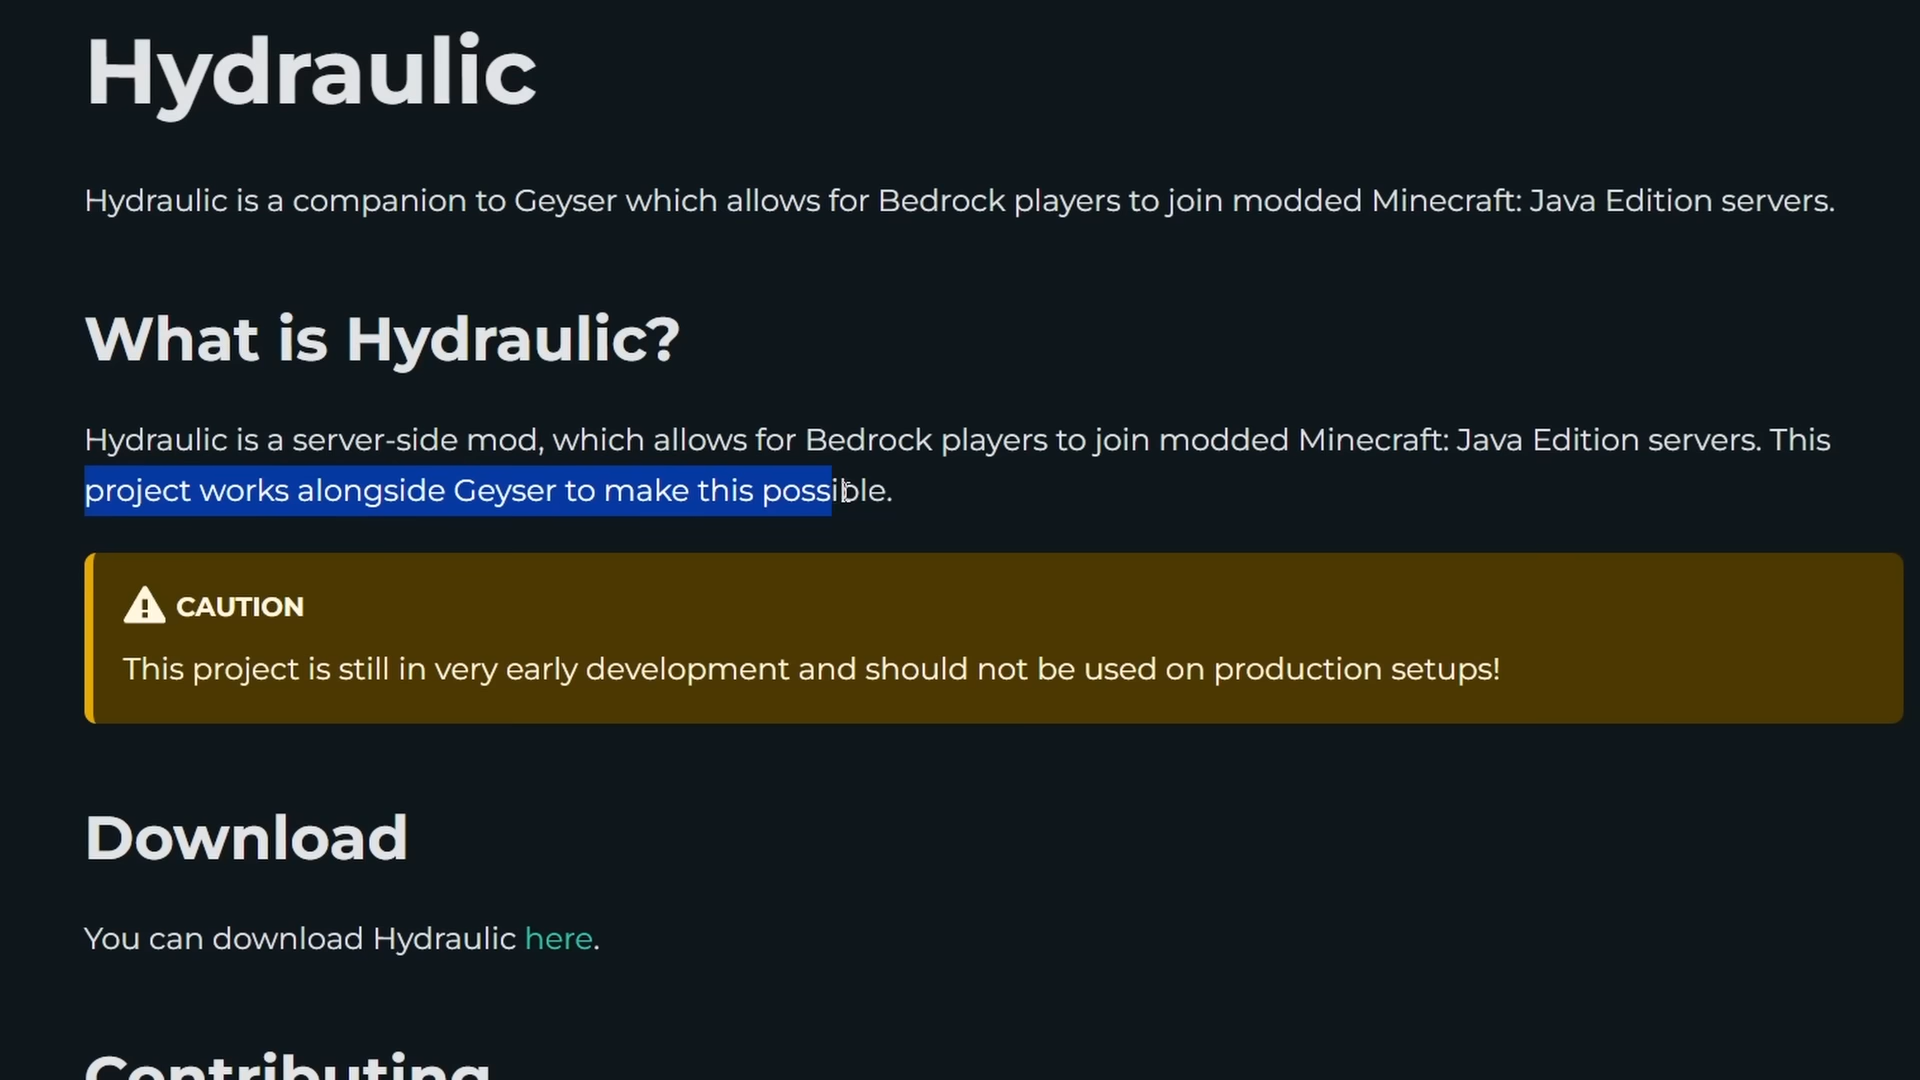 Hydraulic
Hydraulic is a companion to Geyser which allows for Bedrock players to join modded Minecraft: Java Edition servers.
What is Hydraulic?
Hydraulic is a server-side mod, which allows for Bedrock players to join modded Minecraft: Java Edition servers. This
project works alongside Geyser to make this possible.
CAUTION
This project is still in very early development and should not be used on production setups!
Download
You can download Hydraulic here.
Contributing